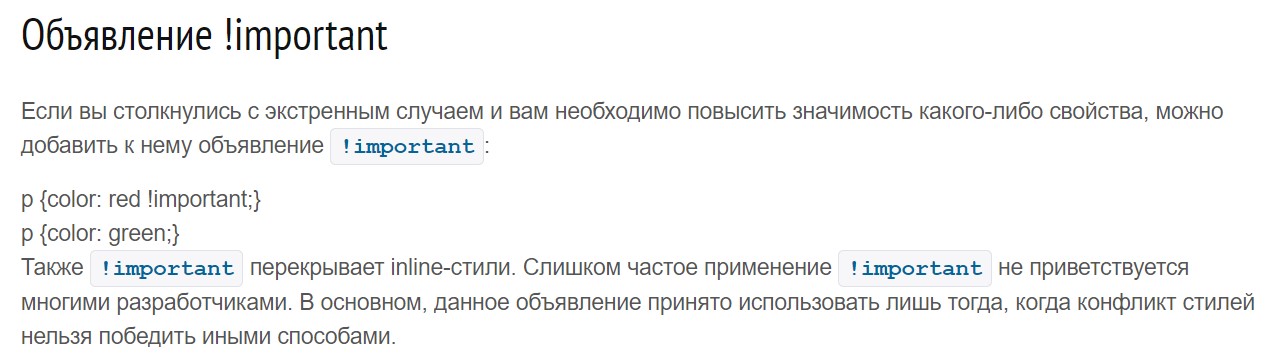 Объявление !important
Если вы столкнулись с экстренным случаем и вам необходимо повысить значимость какого-либо свойства, можно
добавить к нему объявление !important:
p {color: red !important;}
p {color: green;}
Также !important перекрывает inline-стили. Слишком частое применение !important не приветствуется
многими разработчиками. В основном, данное объявление принято использовать лишь тогда, когда конфликт стилей
нельзя победить иными способами.